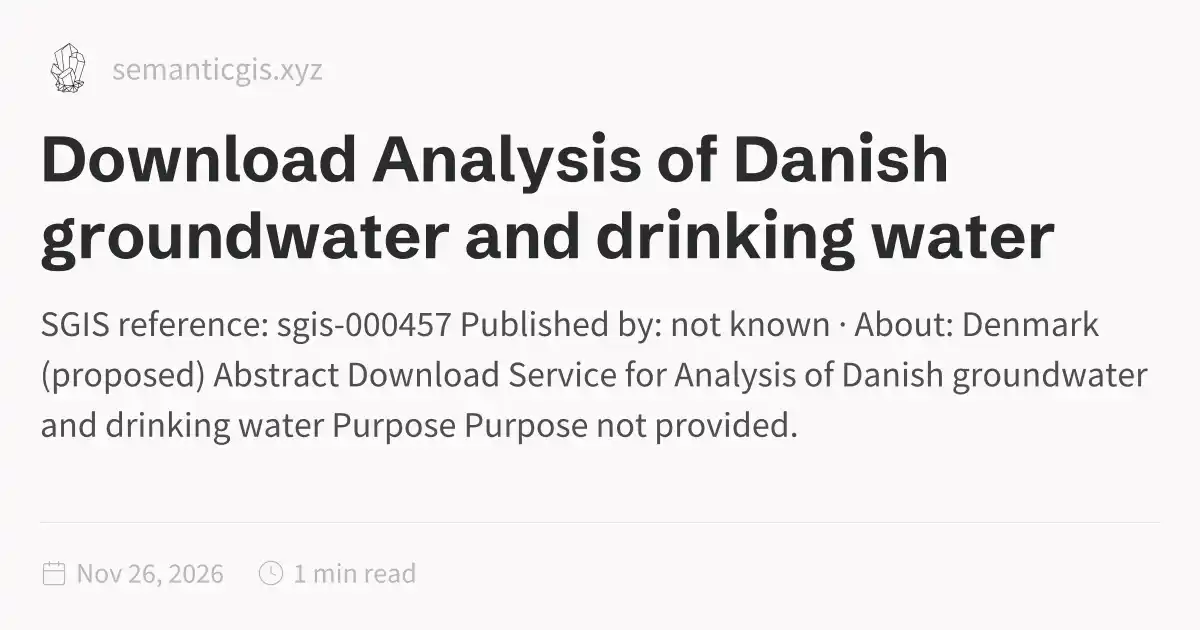 semanticgis.xyz
Download Analysis of Danish
groundwater and drinking water
SGIS reference: sgis-000457 Published by: not known · About: Denmark
(proposed) Abstract Download Service for Analysis of Danish groundwater
and drinking water Purpose Purpose not provided.
Nov 26, 2026 1 min read